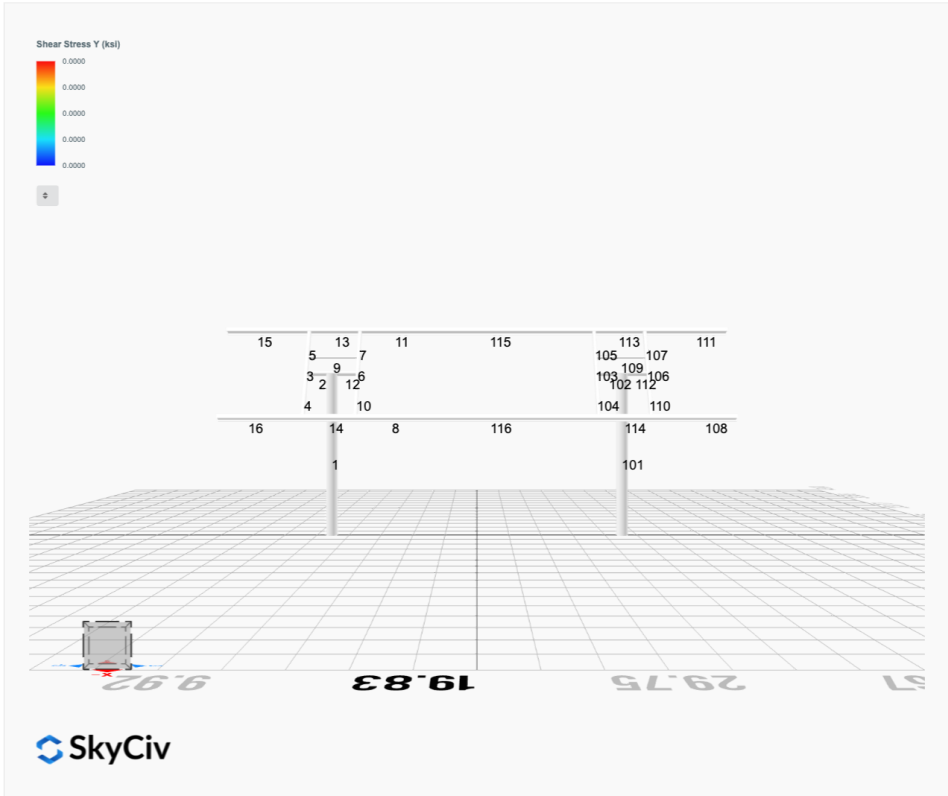 Shear Stress Y (ksi)
0.0000
0.0000
0.0000
0.0000
0.0000
15 13 11 115 113 111
5 7 105 107
9 109
3 6 103 106
2 12 102 112
4 10 104 110
16 14 8 116 114 108
1 101
-X
9.92 19.83 29.75
SkyCiv